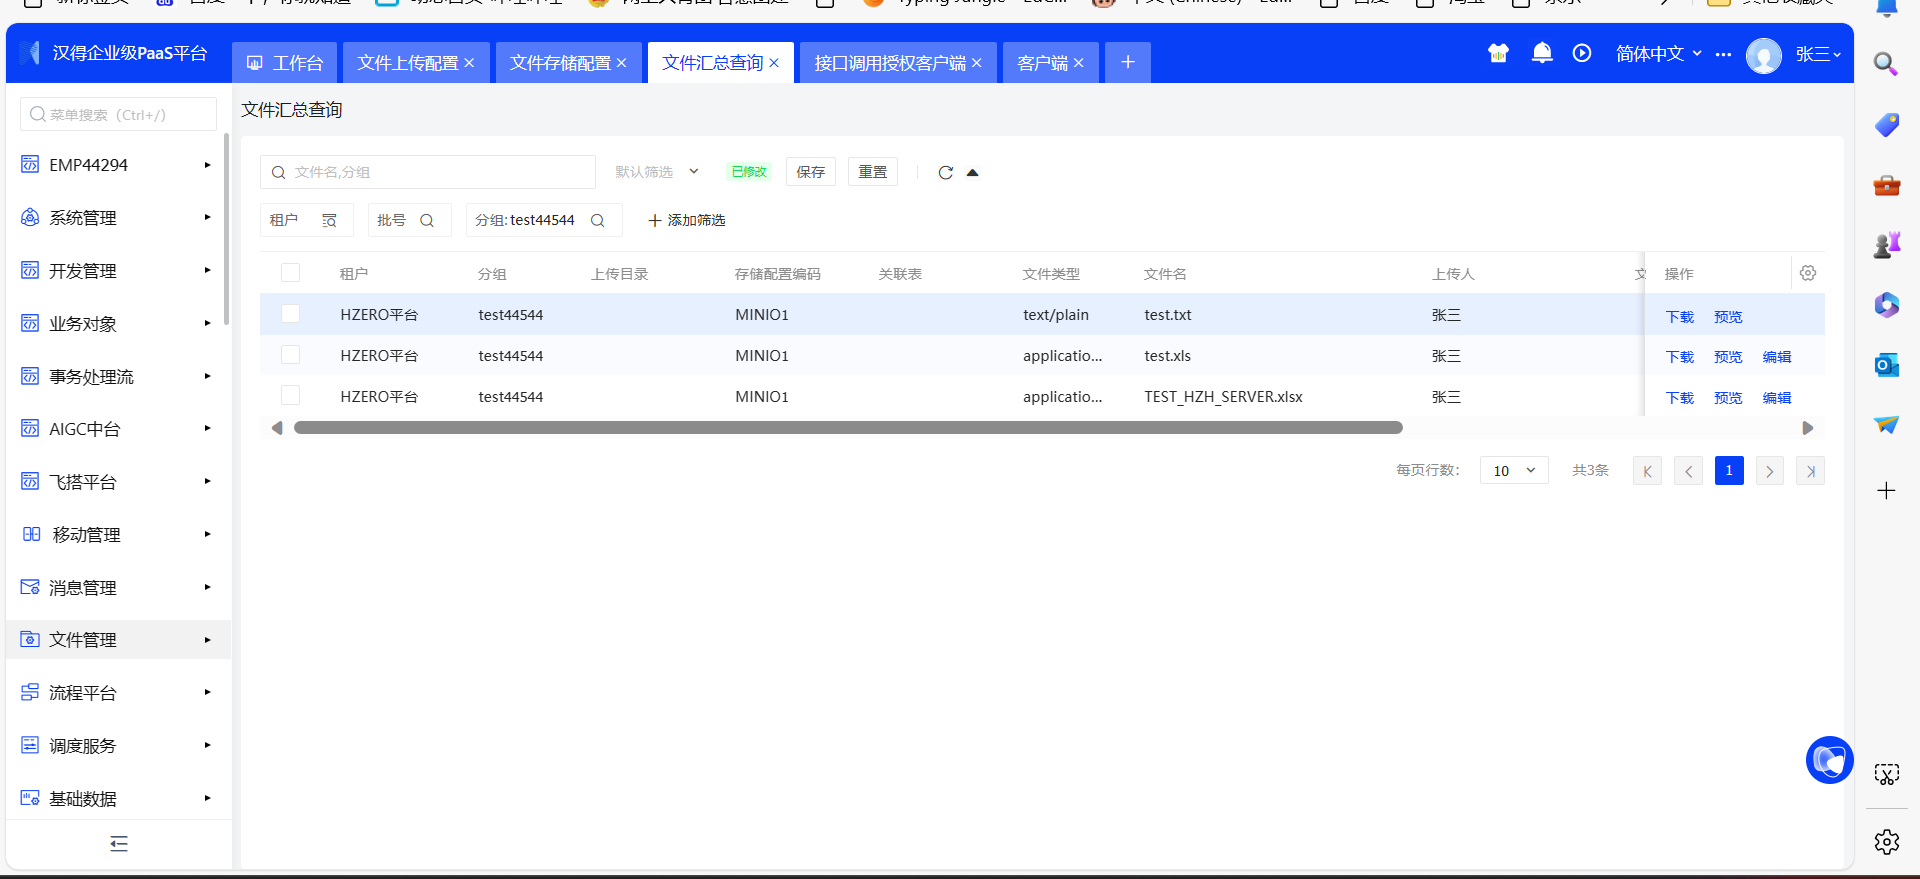 汉得企业级PaaS平台
工作台
文件上传配置
文件存储配置
文件汇总查询
接口调用授权客户端
客户端
简体中文
张三
菜单搜索（Ctrl+/）
EMP44294
系统管理
开发管理
业务对象
事务处理流
AIGC中台
飞搭平台
移动管理
消息管理
文件管理
流程平台
调度服务
基础数据
文件汇总查询
文件名,分组
默认筛选
已修改
保存
重置
租户
批号
分组:test44544
添加筛选
租户 分组 上传目录 存储配置编码 关联表 文件类型 文件名 上传人 操作
HZERO平台 test44544 MINIO1 text/plain test.txt 张三 下载 预览
HZERO平台 test44544 MINIO1 applicatio... test.xls 张三 下载 预览 编辑
HZERO平台 test44544 MINIO1 applicatio... TEST_HZH_SERVER.xlsx 张三 下载 预览 编辑
每页行数: 10 共3条 1